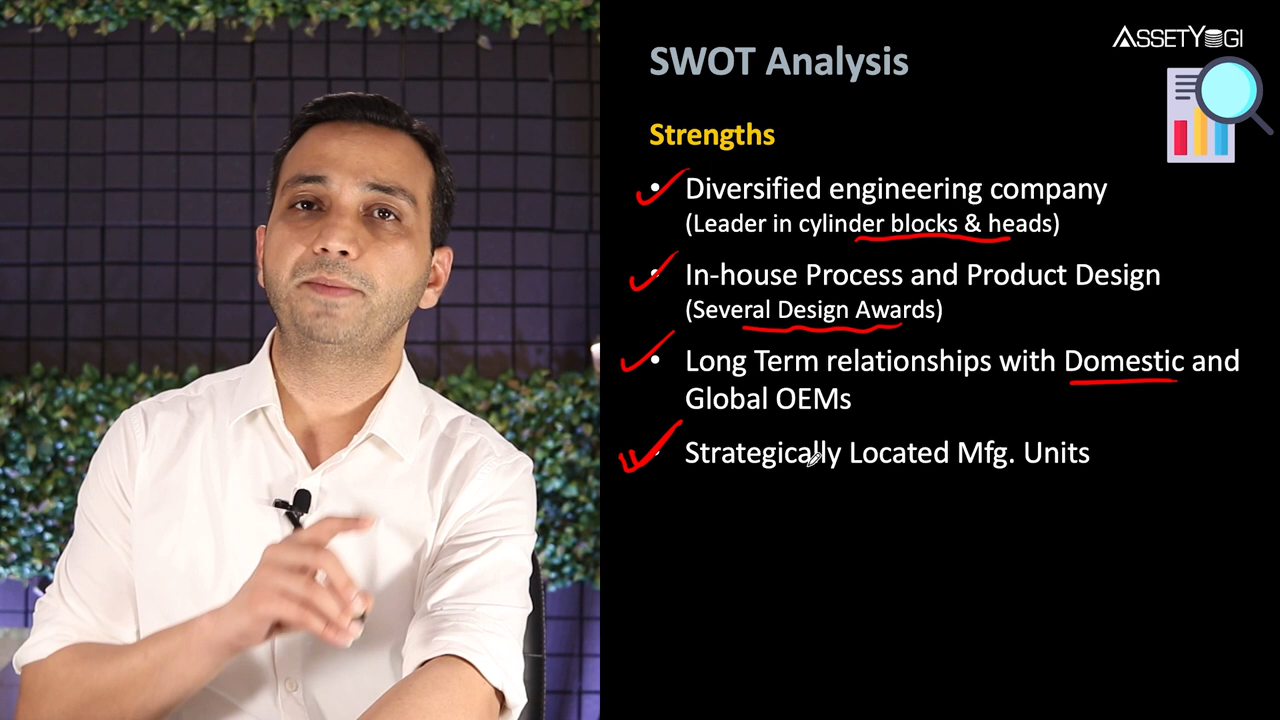 ASSETYOGI
SWOT Analysis
Strengths
• Diversified engineering company
(Leader in cylinder blocks & heads)
• In-house Process and Product Design
(Several Design Awards)
• Long Term relationships with Domestic and
Global OEMs
• Strategically Located Mfg. Units